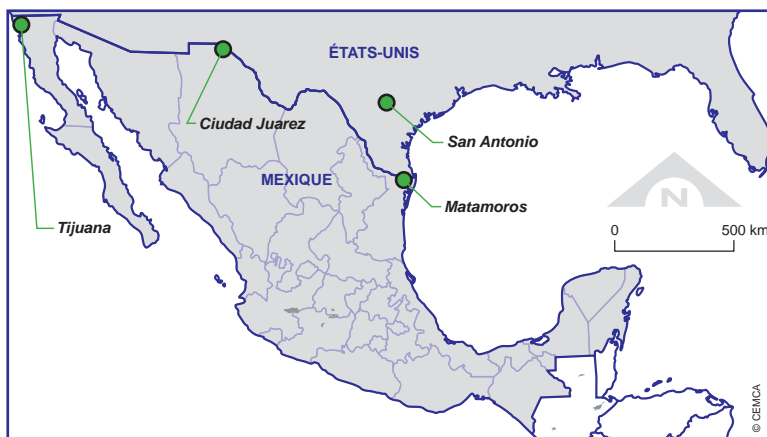 ÉTATS-UNIS
Ciudad Juarez
San Antonio
MEXIQUE
N
Matamoros
Tijuana
0 500 km
© CEMCA